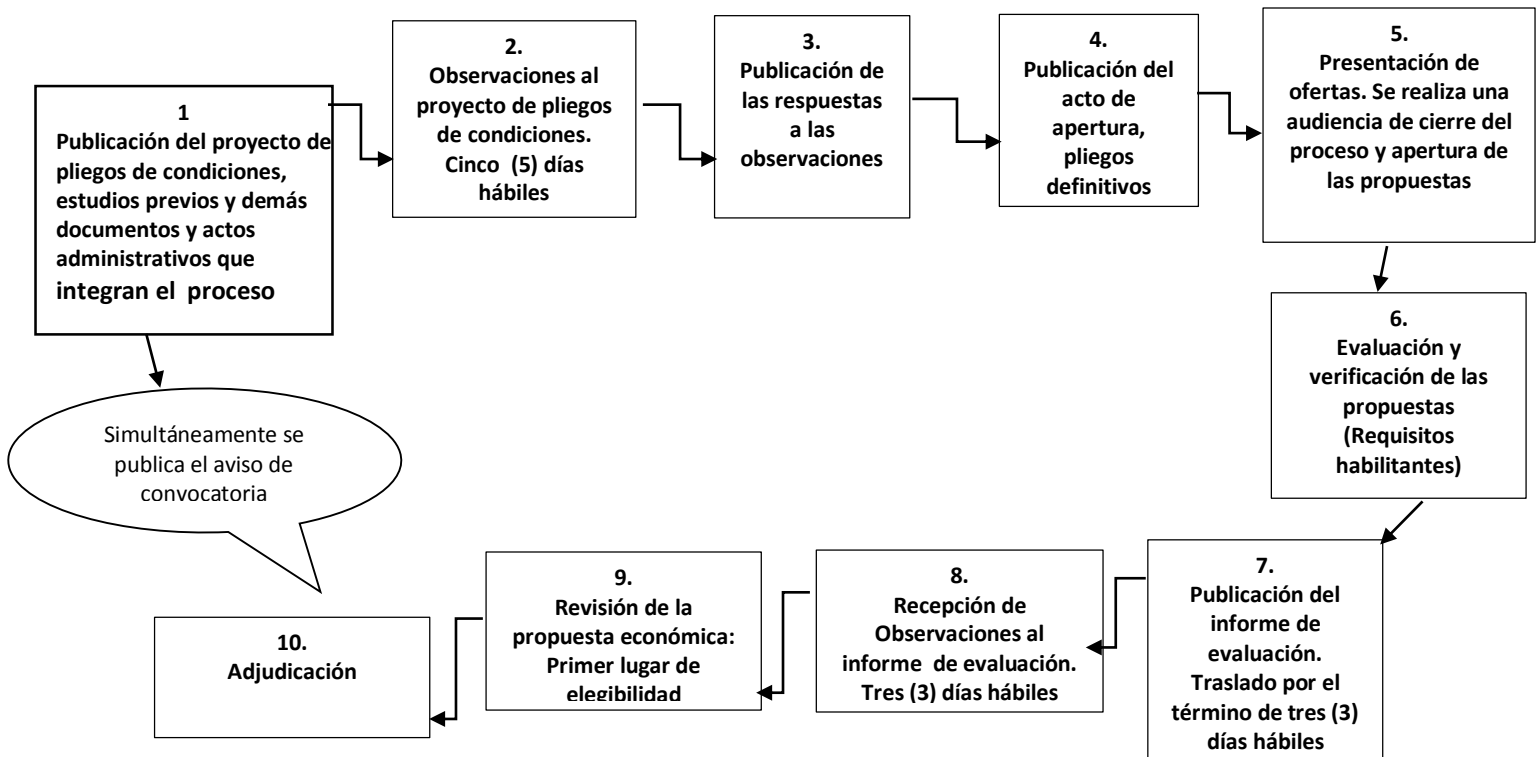 1
Publicación del proyecto de
pliegos de condiciones,
estudios previos y demás
documentos y actos
administrativos que
integran el proceso
Simultáneamente se
publica el aviso de
convocatoria
2.
Observaciones al
proyecto de pliegos
de condiciones.
Cinco (5) días
hábiles
3.
Publicación de
las respuestas
a las
observaciones
4.
Publicación del
acto de
apertura,
pliegos
definitivos
5.
Presentación de
ofertas. Se realiza una
audiencia de cierre del
proceso y apertura de
las propuestas
6.
Evaluación y
verificación de las
propuestas
(Requisitos
habilitantes)
7.
Publicación del
informe de
evaluación.
Traslado por el
término de tres (3)
días hábiles
8.
Recepción de
Observaciones al
informe de evaluación.
Tres (3) días hábiles
9.
Revisión de la
propuesta económica:
Primer lugar de
elegibilidad
10.
Adjudicación